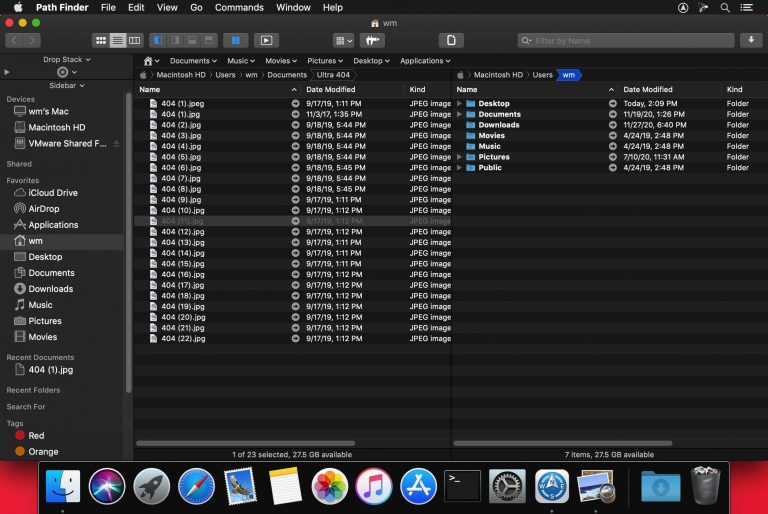 Path Finder File Edit View Go Commands Window Help
wm
Filter by Name
Drop Stack
Sidebar
Devices
wm's Mac
Macintosh HD
VMware Shared F...
Shared
Favorites
iCloud Drive
AirDrop
Applications
wm
Desktop
Documents
Downloads
Music
Pictures
Movies
Recent Documents
404 (1).jpg
Recent Folders
Search For
Tags
Red
Orange
Documents Music Movies Pictures Desktop Applications
Macintosh HD Users wm Documents Ultra 404
Name Date Modified Kind
404 (1).jpeg 9/17/19, 1:11 PM JPEG image
404 (1).jpg 11/3/17, 1:35 PM JPEG image
404 (2).jpg 9/18/19, 5:44 PM JPEG image
404 (3).jpg 9/18/19, 5:44 PM JPEG image
404 (4).jpg 9/18/19, 5:44 PM JPEG image
404 (5).jpg 9/18/19, 5:44 PM JPEG image
404 (6).jpg 9/18/19, 5:45 PM JPEG image
404 (7).jpg 9/18/19, 5:44 PM JPEG image
404 (8).jpg 9/18/19, 5:45 PM JPEG image
404 (9).jpg 9/17/19, 1:11 PM JPEG image
404 (10).jpg 9/17/19, 1:12 PM JPEG image
404 (11).jpg 9/17/19, 1:12 PM JPEG image
404 (12).jpg 9/17/19, 1:12 PM JPEG image
404 (13).jpg 9/17/19, 1:11 PM JPEG image
404 (14).jpg 9/17/19, 1:11 PM JPEG image
404 (15).jpg 9/17/19, 1:11 PM JPEG image
404 (16).jpg 9/17/19, 1:12 PM JPEG image
404 (17).jpg 9/17/19, 1:12 PM JPEG image
404 (18).jpg 9/17/19, 1:12 PM JPEG image
404 (19).jpg 9/17/19, 1:12 PM JPEG image
404 (20).jpg 9/17/19, 1:12 PM JPEG image
404 (21).jpg 9/17/19, 1:12 PM JPEG image
404 (22).jpg 9/17/19, 1:12 PM JPEG image
1 of 23 selected, 27.5 GB available
Macintosh HD Users wm
Name Date Modified Kind
Desktop Today, 2:09 PM Folder
Documents 11/19/20, 1:26 PM Folder
Downloads 11/27/20, 6:40 PM Folder
Movies 4/24/19, 2:48 PM Folder
Music 4/24/19, 2:48 PM Folder
Pictures 7/10/20, 11:31 AM Folder
Public 4/24/19, 2:48 PM Folder
7 items, 27.5 GB available